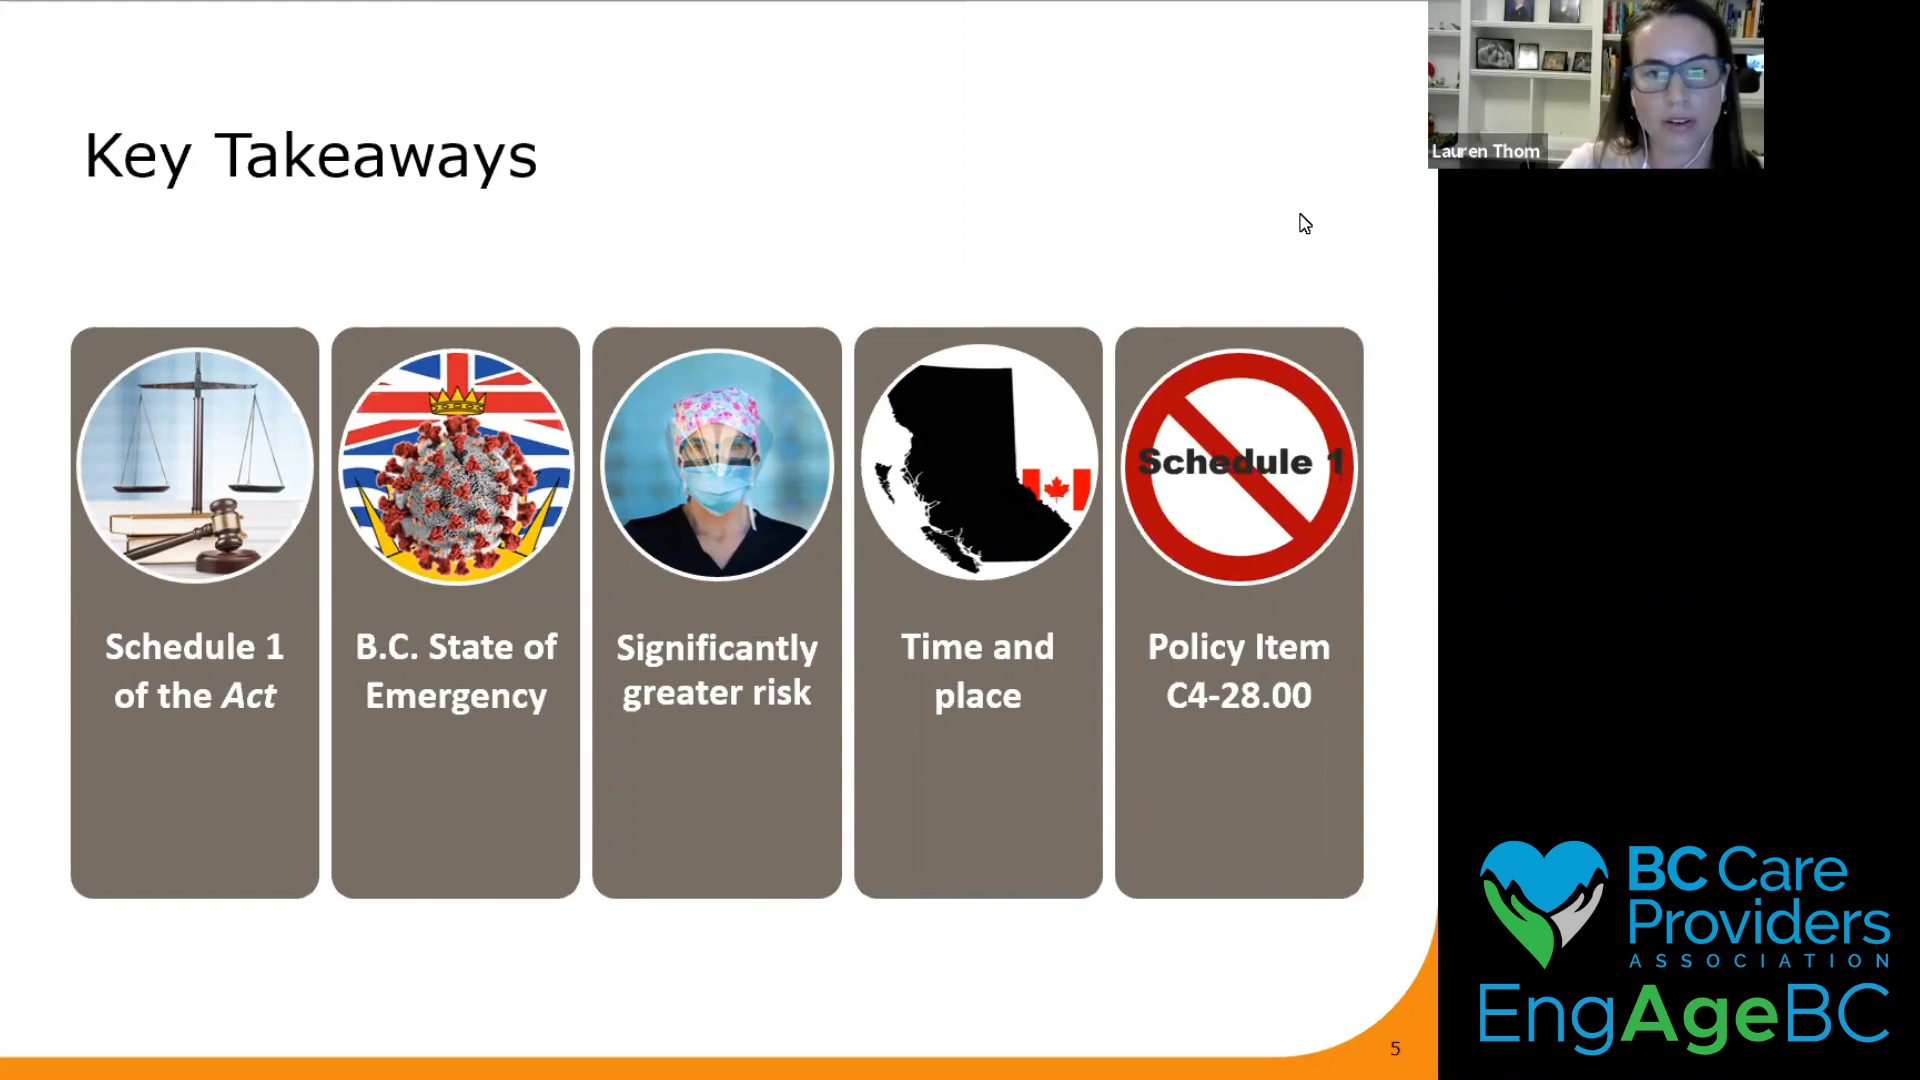 Key Takeaways
Lauren Thom
Schedule 1
Schedule 1
of the Act
B.C. State of
Emergency
Significantly
greater risk
Time and
place
Policy Item
C4-28.00
5
BC Care
Providers
ASSOCIATION
EngAgeBC